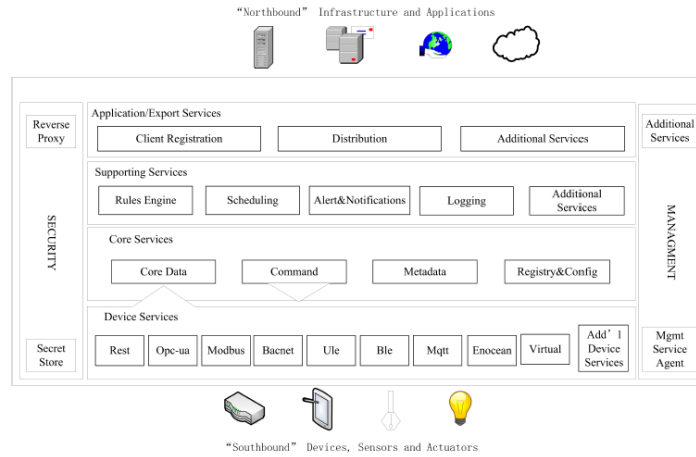 “Northbound” Infrastructure and Applications
Reverse
Proxy
SECURITY
Secret
Store
Application/Export Services
Client Registration
Distribution
Additional Services
Supporting Services
Rules Engine
Scheduling
Alert&Notifications
Logging
Additional
Services
Core Services
Core Data
Command
Metadata
Registry&Config
Device Services
Rest
Opc-ua
Modbus
Bacnet
Ule
Ble
Mqtt
Enocean
Virtual
Add’l
Device
Services
Additional
Services
MANAGMENT
Mgmt
Service
Agent
“Southbound” Devices, Sensors and Actuators